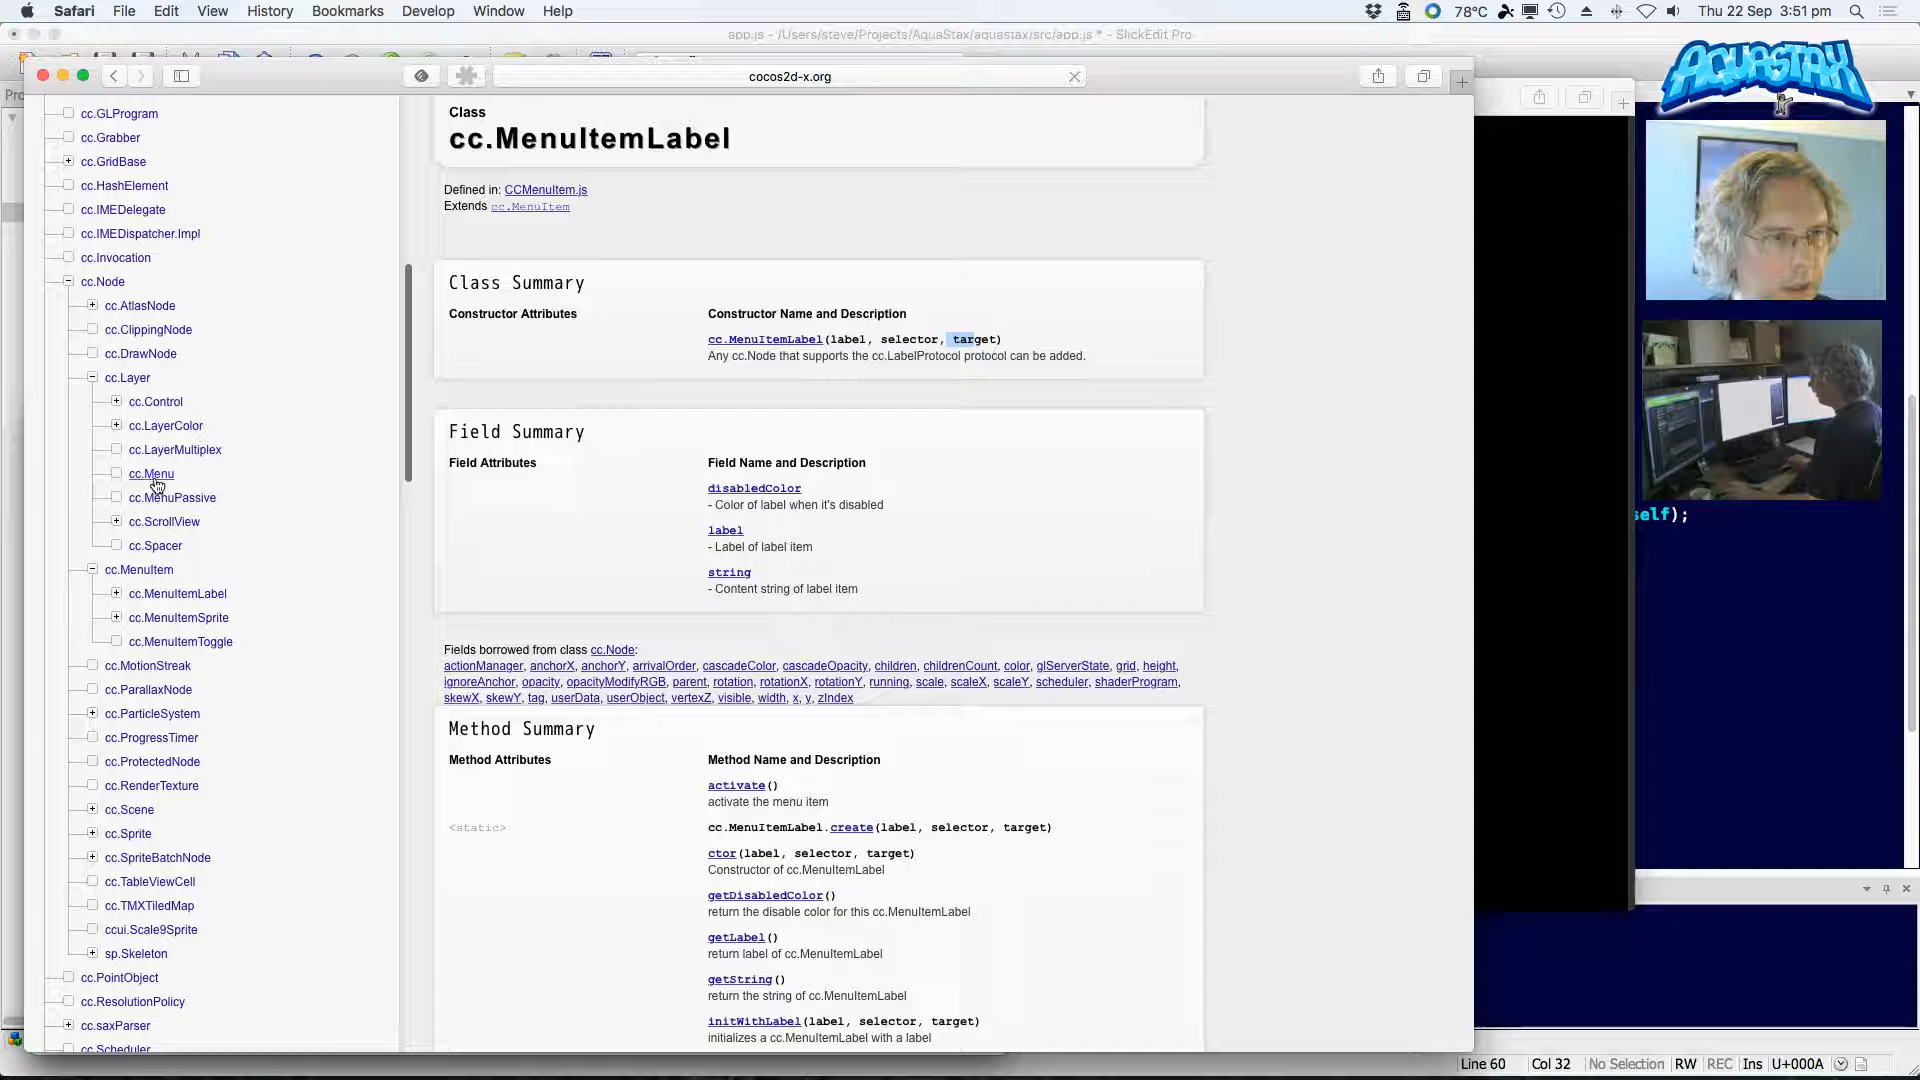 Safari File Edit View History Bookmarks Develop Window Help
78°C Thu 22 Sep 3:51 pm
app.js - /Users/steve/Projects/AquaStax/aquastax/src/app.js * - SlickEdit Pro
AQUASTAX
cocos2d-x.org
cc.GLProgram
cc.Grabber
cc.GridBase
cc.HashElement
cc.IMEDelegate
cc.IMEDispatcher.Impl
cc.Invocation
cc.Node
cc.AtlasNode
cc.ClippingNode
cc.DrawNode
cc.Layer
cc.Control
cc.LayerColor
cc.LayerMultiplex
cc.Menu
cc.MenuPassive
cc.ScrollView
cc.Spacer
cc.MenuItem
cc.MenuItemLabel
cc.MenuItemSprite
cc.MenuItemToggle
cc.MotionStreak
cc.ParallaxNode
cc.ParticleSystem
cc.ProgressTimer
cc.ProtectedNode
cc.RenderTexture
cc.Scene
cc.Sprite
cc.SpriteBatchNode
cc.TableViewCell
cc.TMXTiledMap
ccui.Scale9Sprite
sp.Skeleton
cc.PointObject
cc.ResolutionPolicy
cc.saxParser
cc.Scheduler
Class
cc.MenuItemLabel
Defined in: CCMenuItem.js
Extends cc.MenuItem
Class Summary
Constructor Attributes Constructor Name and Description
cc.MenuItemLabel(label, selector, target)
Any cc.Node that supports the cc.LabelProtocol protocol can be added.
Field Summary
Field Attributes Field Name and Description
disabledColor
- Color of label when it's disabled
label
- Label of label item
string
- Content string of label item
Fields borrowed from class cc.Node:
actionManager, anchorX, anchorY, arrivalOrder, cascadeColor, cascadeOpacity, children, childrenCount, color, glServerState, grid, height,
ignoreAnchor, opacity, opacityModifyRGB, parent, rotation, rotationX, rotationY, running, scale, scaleX, scaleY, scheduler, shaderProgram,
skewX, skewY, tag, userData, userObject, vertexZ, visible, width, x, y, zIndex
Method Summary
Method Attributes Method Name and Description
activate()
activate the menu item
<static> cc.MenuItemLabel.create(label, selector, target)
ctor(label, selector, target)
Constructor of cc.MenuItemLabel
getDisabledColor()
return the disable color for this cc.MenuItemLabel
getLabel()
return label of cc.MenuItemLabel
getString()
return the string of cc.MenuItemLabel
initWithLabel(label, selector, target)
initializes a cc.MenuItemLabel with a label
self);
Line 60 Col 32 No Selection RW REC Ins U+000A